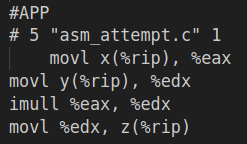 #APP
# 5 "asm_attempt.c" 1
    movl x(%rip), %eax
movl y(%rip), %edx
imull %eax, %edx
movl %edx, z(%rip)